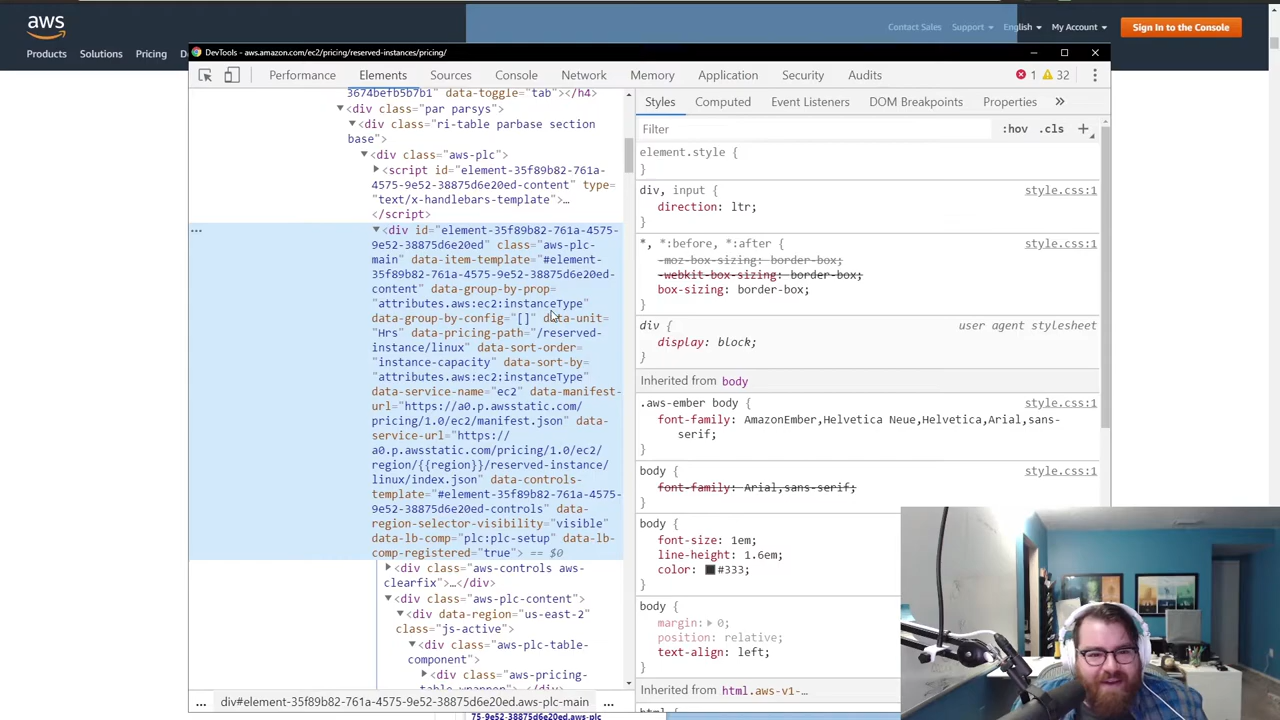 aws
Contact Sales Support English My Account Sign In to the Console
Products Solutions Pricing
DevTools - aws.amazon.com/ec2/pricing/reserved-instances/pricing/
Performance Elements Sources Console Network Memory Application Security Audits 1 32
3674befb5b7b1" data-toggle="tab"></h4>
<div class="par parsys">
<div class="ri-table parbase section
base">
<div class="aws-plc">
<script id="element-35f89b82-761a-
4575-9e52-38875d6e20ed-content" type=
"text/x-handlebars-template">…
</script>
… <div id="element-35f89b82-761a-4575-
9e52-38875d6e20ed" class="aws-plc-
main" data-item-template="#element-
35f89b82-761a-4575-9e52-38875d6e20ed-
content" data-group-by-prop=
"attributes.aws:ec2:instanceType"
data-group-by-config="[]" data-unit=
"Hrs" data-pricing-path="/reserved-
instance/linux" data-sort-order=
"instance-capacity" data-sort-by=
"attributes.aws:ec2:instanceType"
data-service-name="ec2" data-manifest-
url="https://a0.p.awsstatic.com/
pricing/1.0/ec2/manifest.json" data-
service-url="https://
a0.p.awsstatic.com/pricing/1.0/ec2/
region/{{region}}/reserved-instance/
linux/index.json" data-controls-
template="#element-35f89b82-761a-4575-
9e52-38875d6e20ed-controls" data-
region-selector-visibility="visible"
data-lb-comp="plc:plc-setup" data-lb-
comp-registered="true"> == $0
<div class="aws-controls aws-
clearfix">…</div>
<div class="aws-plc-content">
<div data-region="us-east-2"
class="js-active">
<div class="aws-plc-table-
component">
<div class="aws-pricing-
table-wrapper">
... div#element-35f89b82-761a-4575-9e52-38875d6e20ed.aws-plc-main ...
75-9e52-38875d6e20ed.aws-plc
Styles Computed Event Listeners DOM Breakpoints Properties »
Filter :hov .cls +
element.style {
}
div, input { style.css:1
direction: ltr;
}
*, *:before, *:after { style.css:1
-moz-box-sizing: border-box;
-webkit-box-sizing: border-box;
box-sizing: border-box;
}
div { user agent stylesheet
display: block;
}
Inherited from body
.aws-ember body { style.css:1
font-family: AmazonEmber,Helvetica Neue,Helvetica,Arial,sans-
serif;
}
body { style.css:1
font-family: Arial,sans-serif;
}
body {
font-size: 1em;
line-height: 1.6em;
color: #333;
}
body {
margin: 0;
position: relative;
text-align: left;
}
Inherited from html.aws-v1-…